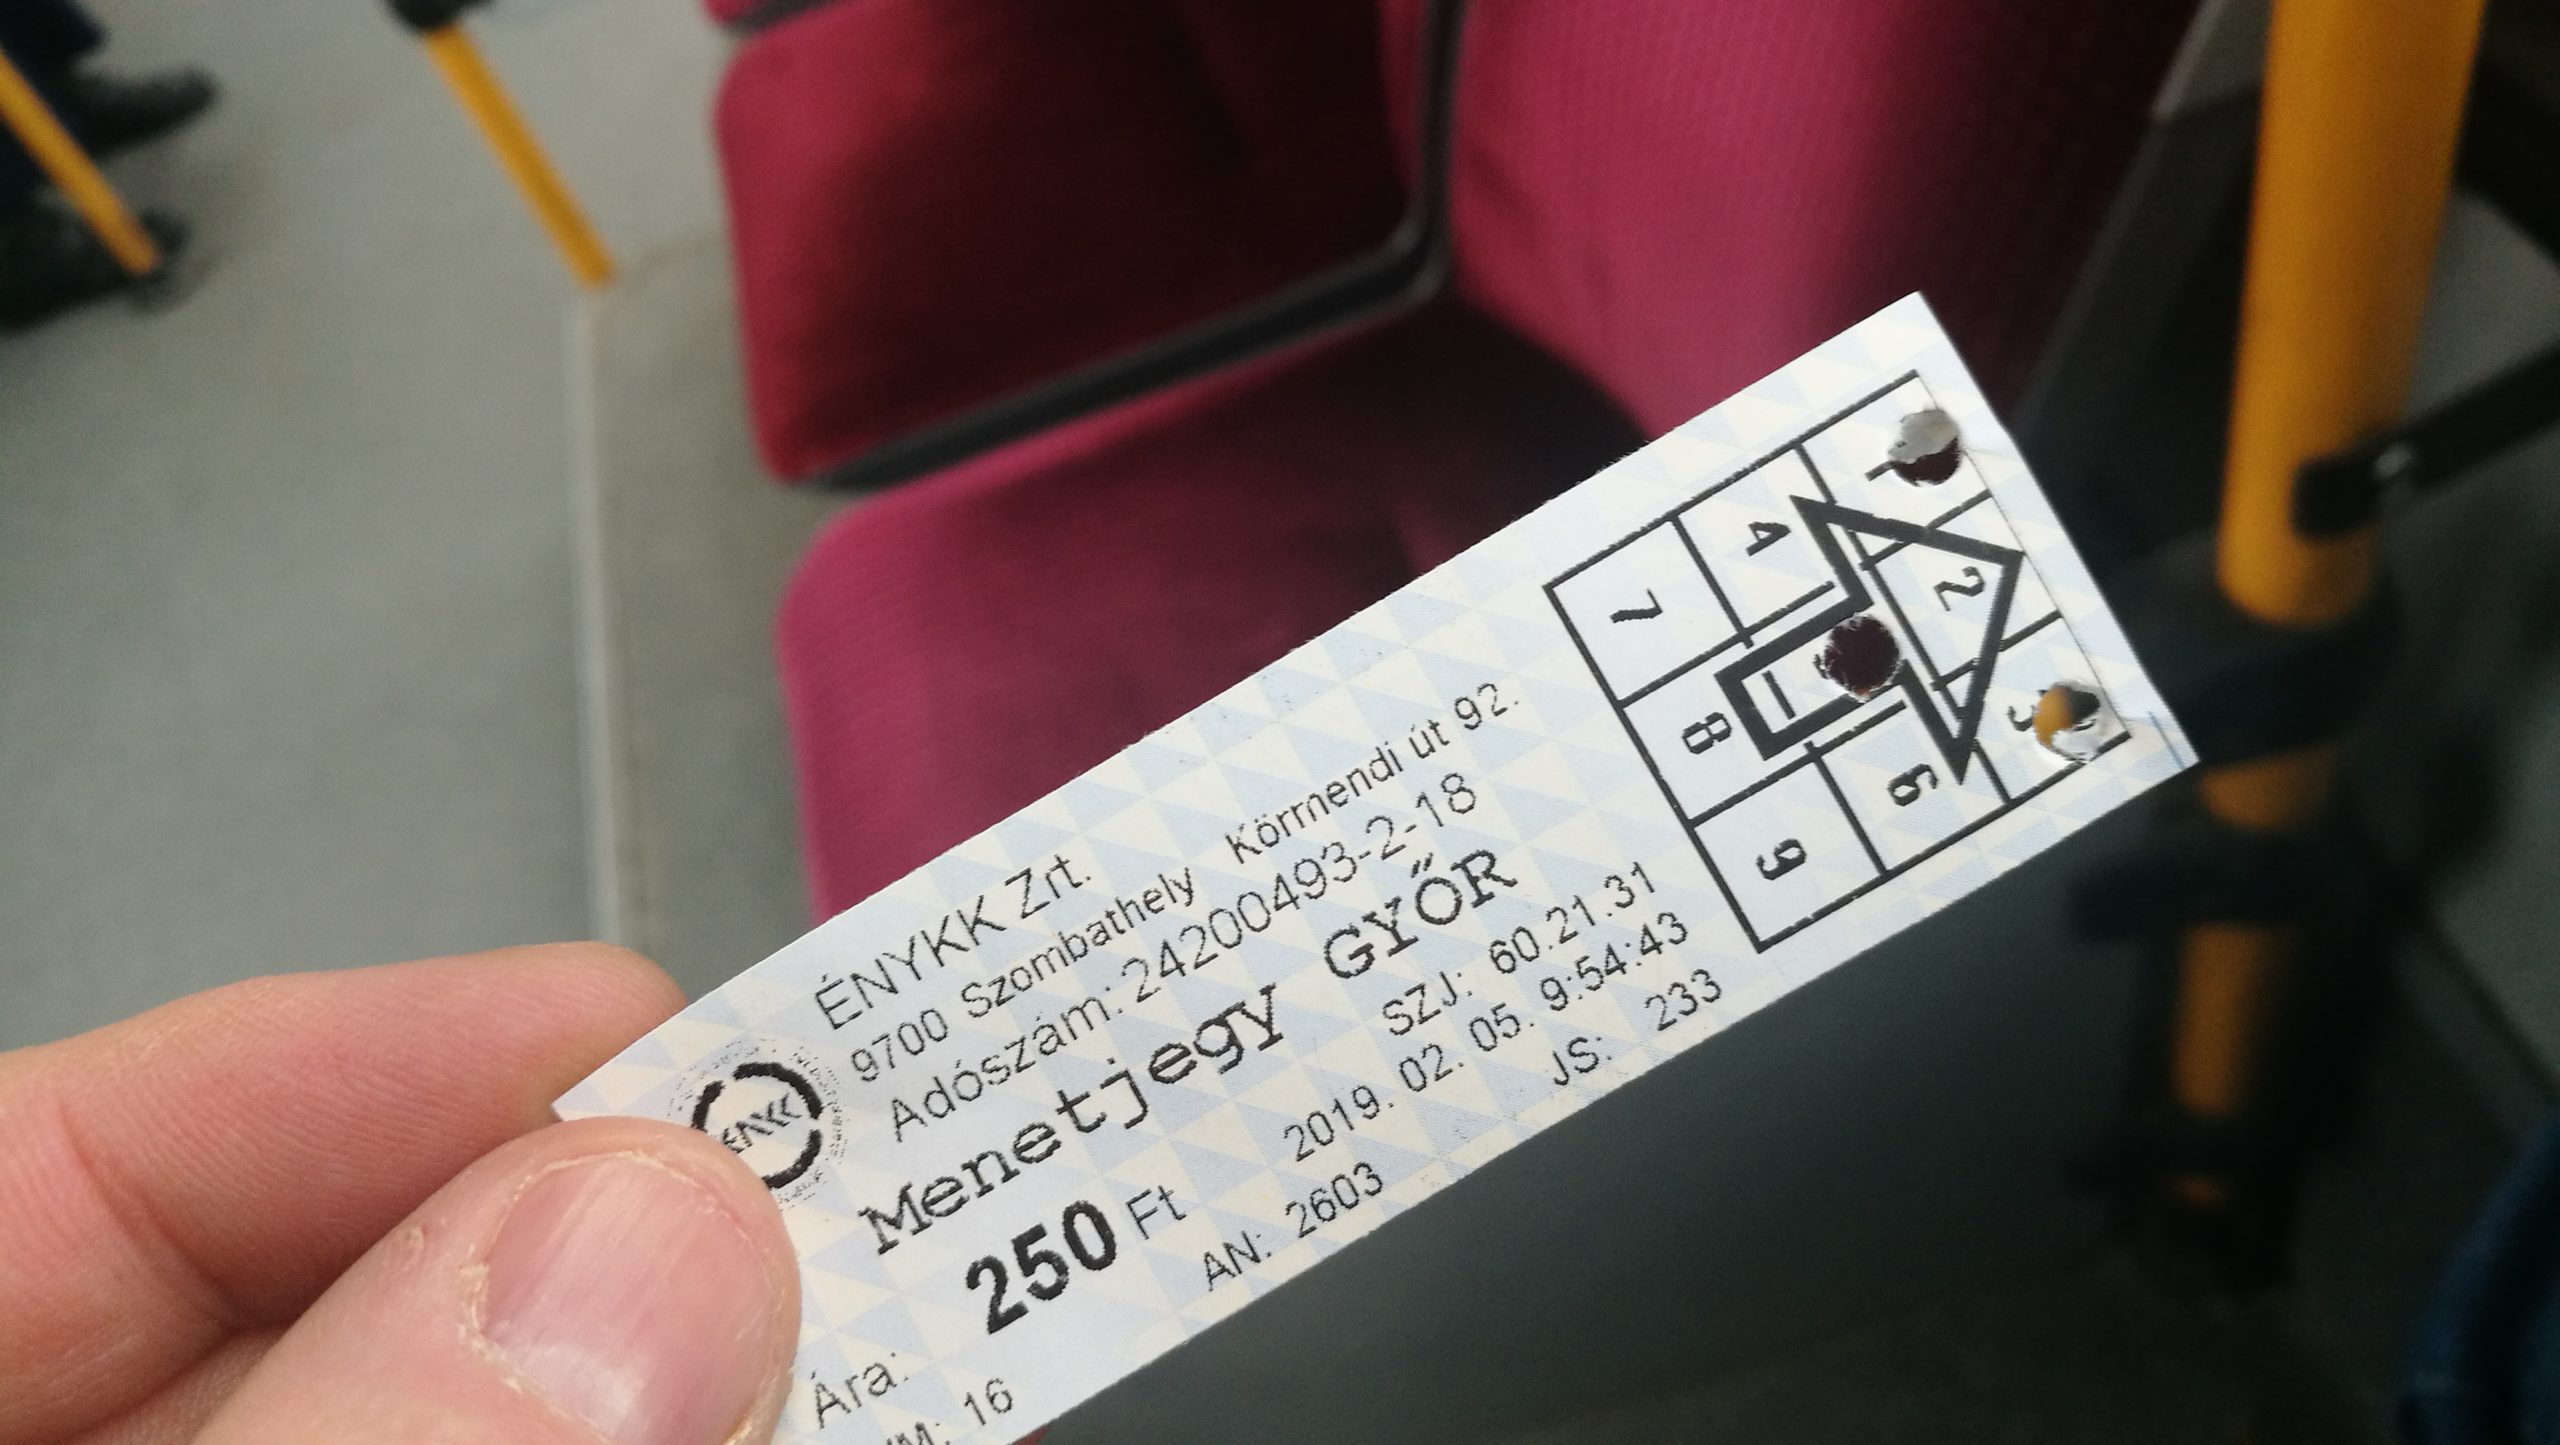 ÉNYKK Zrt.
9700 Szombathely Körmendi út 92.
Adószám: 24200493-2-18
Menetjegy GYŐR
SZJ: 60.21.31
Ára: 250 Ft
2019. 02. 05. 9:54:43
16
AN: 2603
JS: 233
1 2 3
4 6
7 8 9